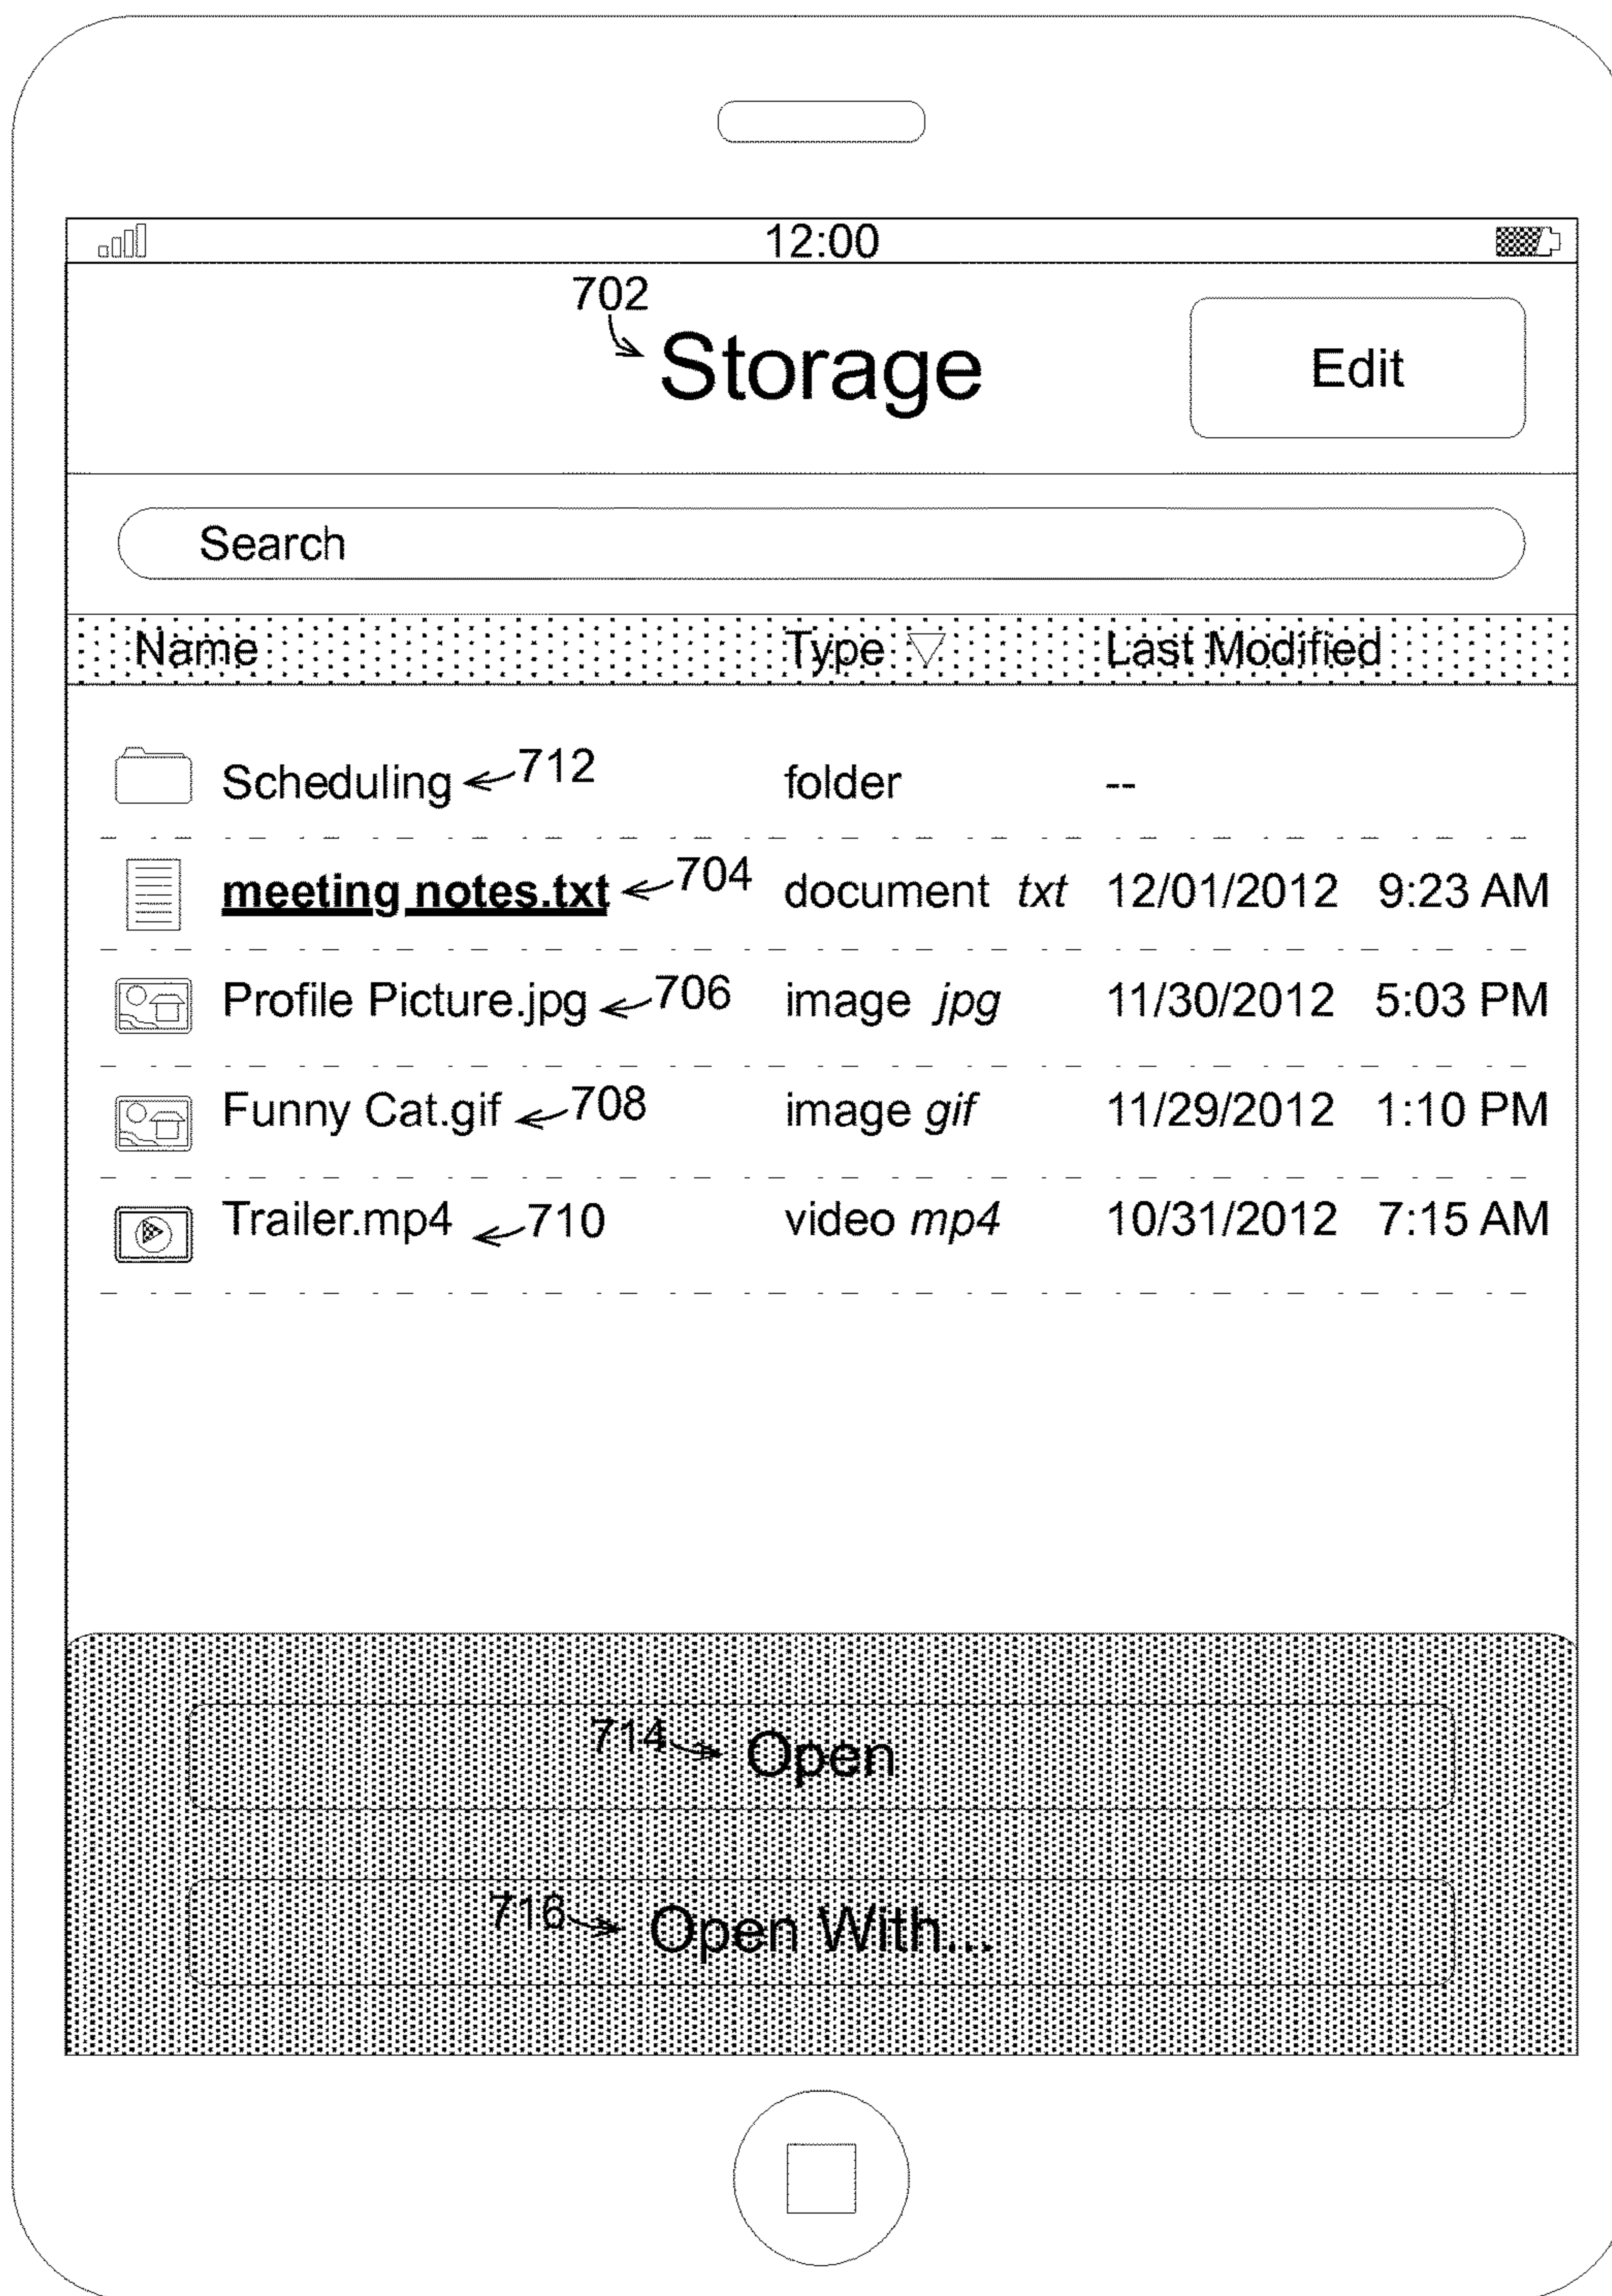 12:00
702
Storage
Edit
Search
Name Type Last Modified
Scheduling 712 folder --
meeting notes.txt 704 document txt 12/01/2012 9:23 AM
Profile Picture.jpg 706 image jpg 11/30/2012 5:03 PM
Funny Cat.gif 708 image gif 11/29/2012 1:10 PM
Trailer.mp4 710 video mp4 10/31/2012 7:15 AM
714 Open
716 Open With...